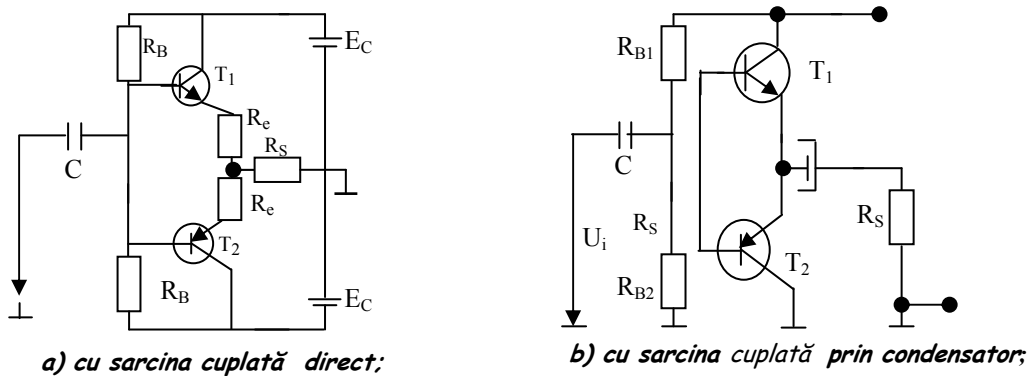 R_B
T_1
E_C
R_e
C
R_S
R_e
T_2
R_B
E_C
a) cu sarcina cuplată direct;
R_B1
T_1
C
R_S
R_S
U_i
T_2
R_B2
b) cu sarcina cuplată prin condensator;